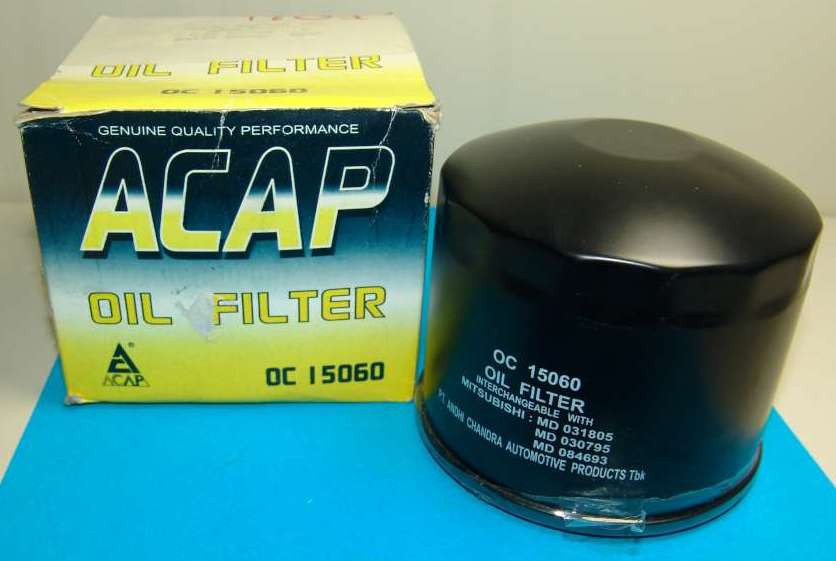 OIL FILTER
OC 15060
GENUINE QUALITY PERFORMANCE
ACAP
OIL FILTER
®
ACAP
OC 15060
OC 15060
OIL FILTER
INTERCHANGEABLE WITH
MITSUBISHI : MD 031805
MD 030795
MD 084693
PT. ANDHI CHANDRA AUTOMOTIVE PRODUCTS Tbk